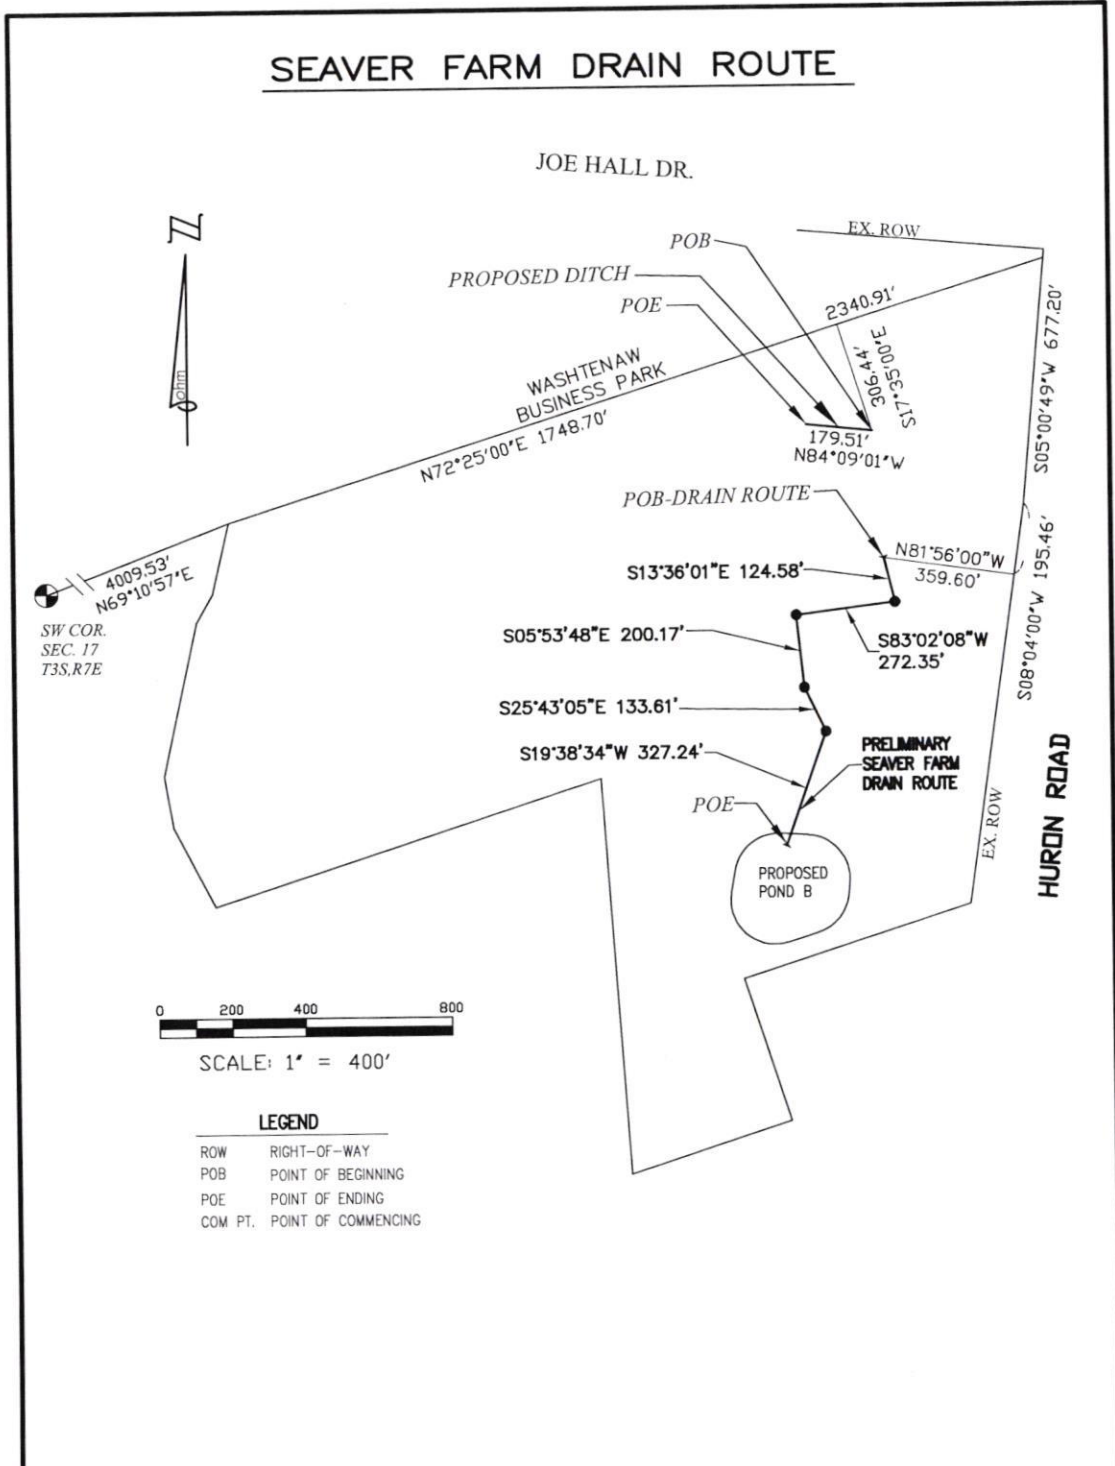 SEAVER FARM DRAIN ROUTE
JOE HALL DR.
N
ohm
EX. ROW
POB
PROPOSED DITCH
POE
2340.91'
306.44'
S17°35'00"E
S05°00'49"W 677.20'
WASHTENAW
BUSINESS PARK
N72°25'00"E 1748.70'
179.51'
N84°09'01"W
POB-DRAIN ROUTE
N81°56'00"W
359.60'
4009.53'
N69°10'57"E
SW COR.
SEC. 17
T3S,R7E
S13°36'01"E 124.58'
S05°53'48"E 200.17'
S83°02'08"W
272.35'
S08°04'00"W 195.46'
S25°43'05"E 133.61'
S19°38'34"W 327.24'
PRELIMINARY
SEAVER FARM
DRAIN ROUTE
POE
EX. ROW
HURON ROAD
PROPOSED
POND B
0 200 400 800
SCALE: 1" = 400'
LEGEND
ROW RIGHT-OF-WAY
POB POINT OF BEGINNING
POE POINT OF ENDING
COM PT. POINT OF COMMENCING